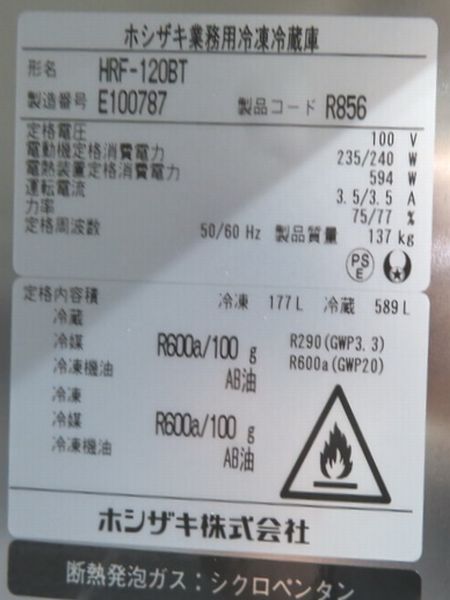 ホシザキ業務用冷凍冷蔵庫
形名 HRF-120BT
製造番号 E100787 製品コード R856
定格電圧 100 V
電動機定格消費電力 235/240 W
電熱装置定格消費電力 594 W
運転電流 3.5/3.5 A
力率 75/77 %
定格周波数 50/60 Hz 製品質量 137 kg
PS
E
定格内容積 冷凍 177 L 冷蔵 589 L
冷蔵
冷媒 R600a/100 g R290(GWP3.3)
冷凍機油 AB油 R600a(GWP20)
冷凍
冷媒 R600a/100 g
冷凍機油 AB油
ホシザキ株式会社
断熱発泡ガス:シクロペンタン